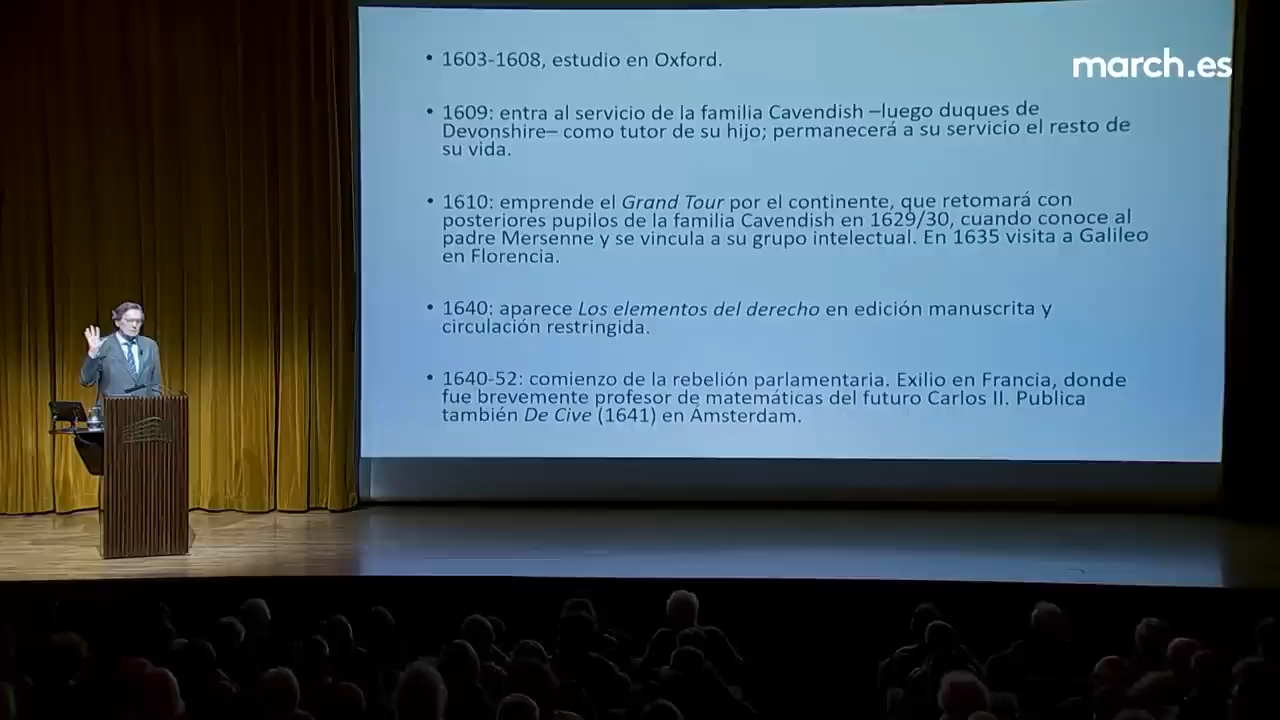 • 1603-1608, estudio en Oxford.
march.es
• 1609: entra al servicio de la familia Cavendish –luego duques de
Devonshire– como tutor de su hijo; permanecerá a su servicio el resto de
su vida.
• 1610: emprende el Grand Tour por el continente, que retomará con
posteriores pupilos de la familia Cavendish en 1629/30, cuando conoce al
padre Mersenne y se vincula a su grupo intelectual. En 1635 visita a Galileo
en Florencia.
• 1640: aparece Los elementos del derecho en edición manuscrita y
circulación restringida.
• 1640-52: comienzo de la rebelión parlamentaria. Exilio en Francia, donde
fue brevemente profesor de matemáticas del futuro Carlos II. Publica
también De Cive (1641) en Ámsterdam.